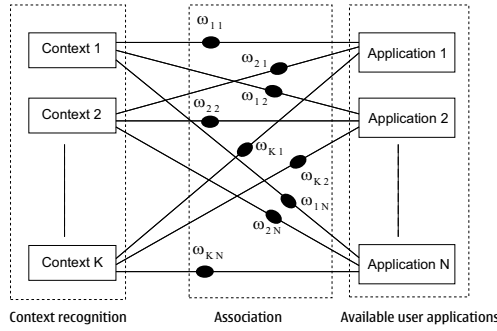 ω11
Context 1
Application 1
ω21
ω12
Context 2
ω22
Application 2
ωK1
ωK2
ω1N
ω2N
Context K
ωKN
Application N
Context recognition
Association
Available user applications